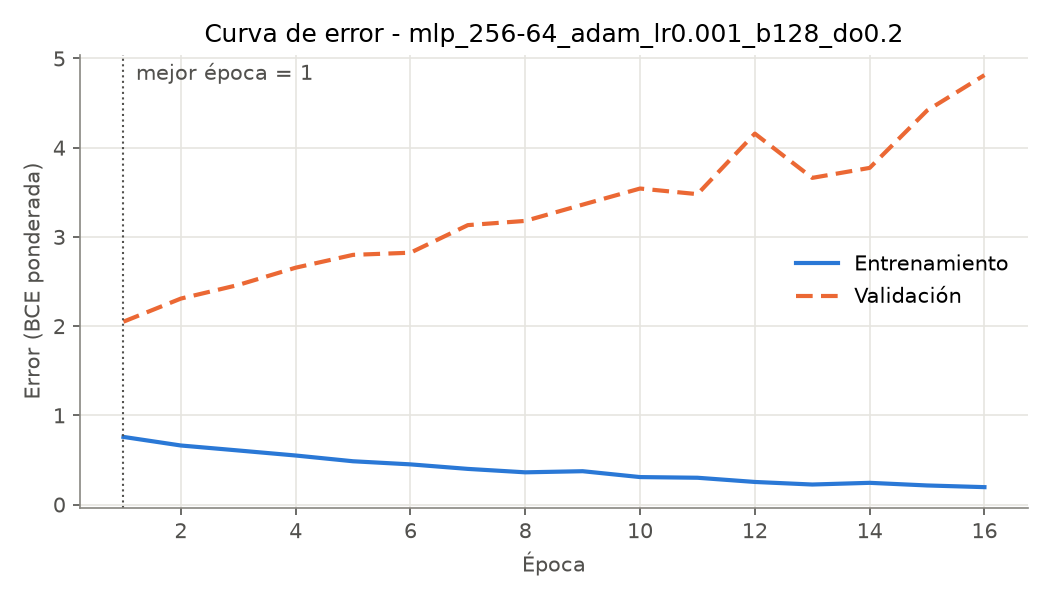 Curva de error - mlp_256-64_adam_lr0.001_b128_do0.2
mejor época = 1
Error (BCE ponderada)
5
4
3
2
1
0
Entrenamiento
Validación
2 4 6 8 10 12 14 16
Época